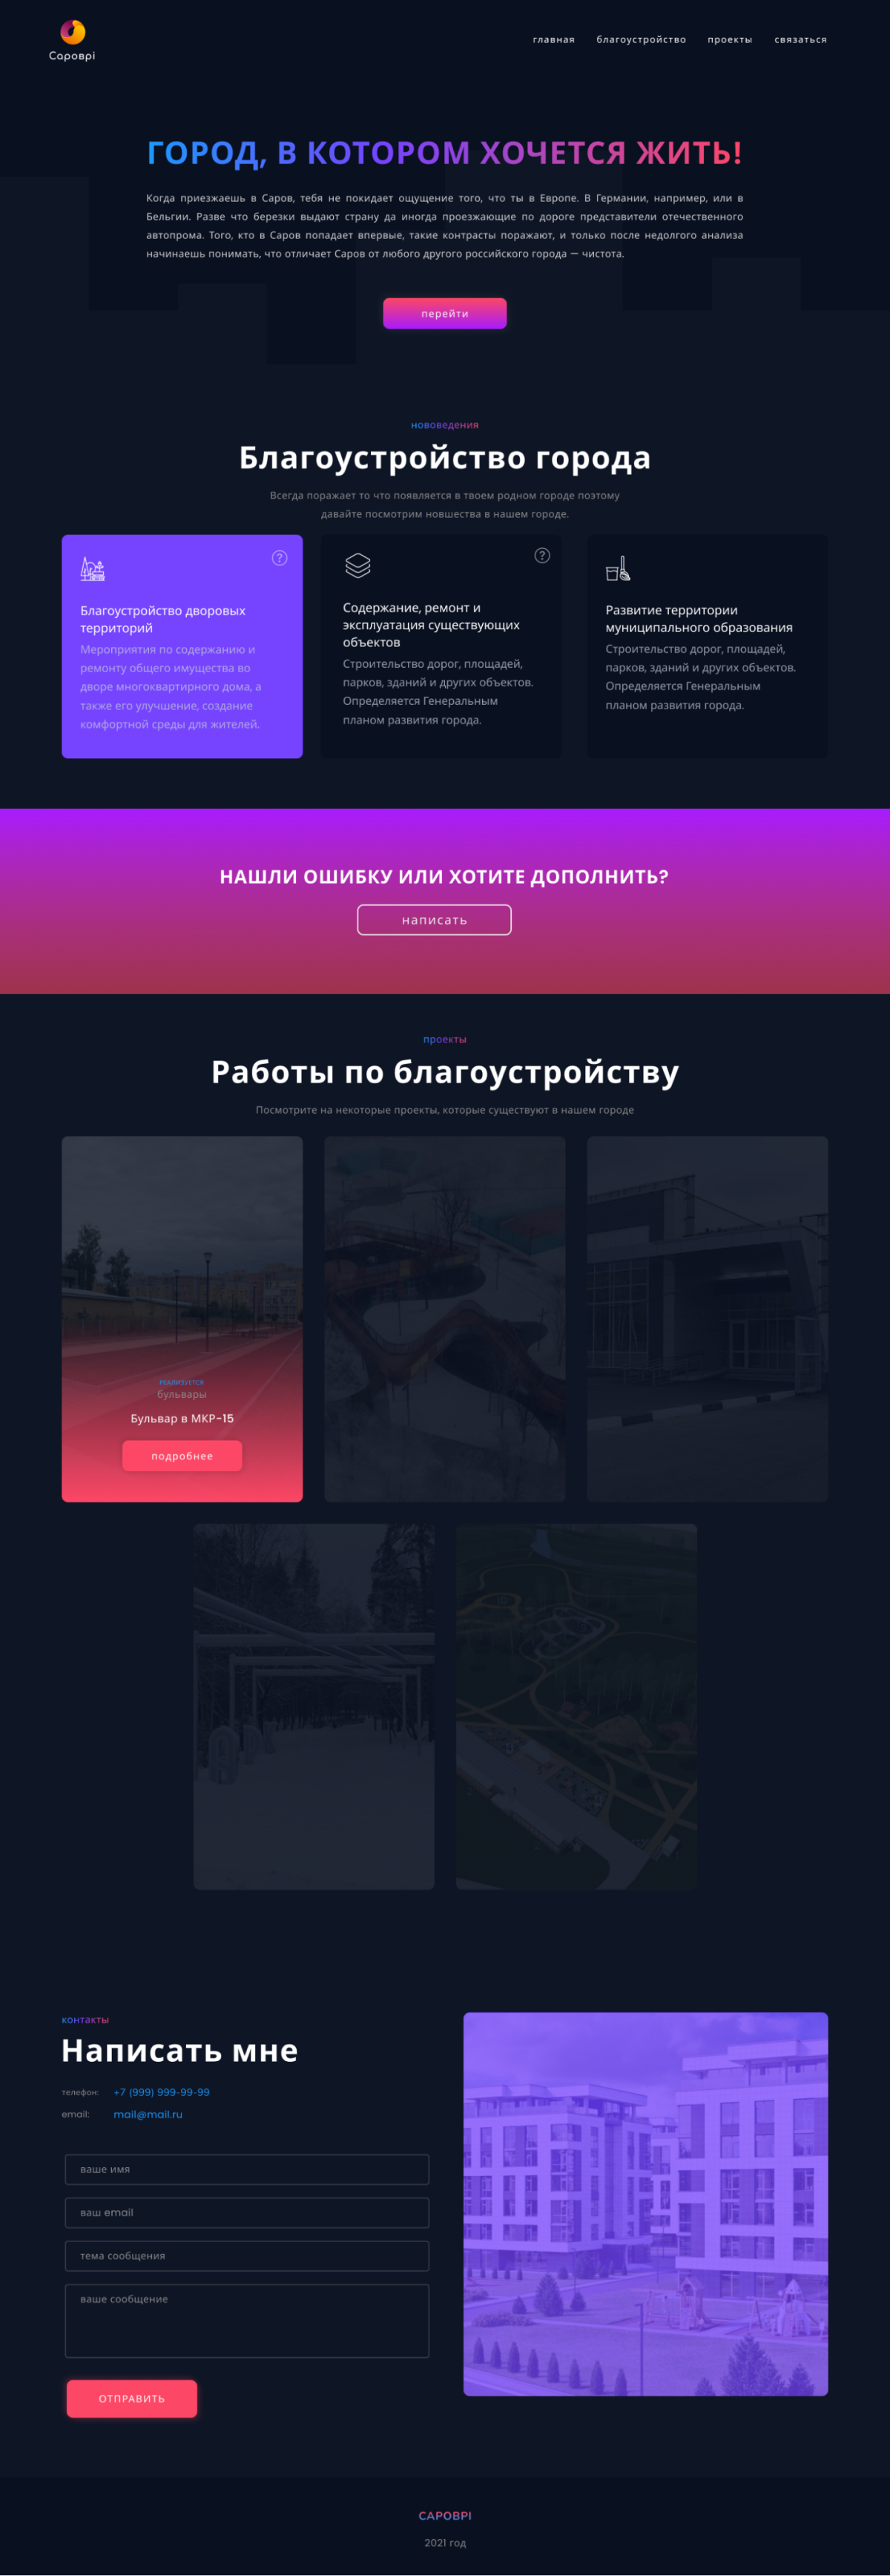 Сароврі
главная благоустройство проекты связаться
ГОРОД, В КОТОРОМ ХОЧЕТСЯ ЖИТЬ!
Когда приезжаешь в Саров, тебя не покидает ощущение того, что ты в Европе. В Германии, например, или в
Бельгии. Разве что березки выдают страну да иногда проезжающие по дороге представители отечественного
автопрома. Того, кто в Саров попадает впервые, такие контрасты поражают, и только после недолгого анализа
начинаешь понимать, что отличает Саров от любого другого российского города — чистота.
перейти
нововедения
Благоустройство города
Всегда поражает то что появляется в твоем родном городе поэтому
давайте посмотрим новшества в нашем городе.
?
Благоустройство дворовых
территорий
Мероприятия по содержанию и
ремонту общего имущества во
дворе многоквартирного дома, а
также его улучшение, создание
комфортной среды для жителей.
?
Содержание, ремонт и
эксплуатация существующих
объектов
Строительство дорог, площадей,
парков, зданий и других объектов.
Определяется Генеральным
планом развития города.
Развитие территории
муниципального образования
Строительство дорог, площадей,
парков, зданий и других объектов.
Определяется Генеральным
планом развития города.
НАШЛИ ОШИБКУ ИЛИ ХОТИТЕ ДОПОЛНИТЬ?
написать
проекты
Работы по благоустройству
Посмотрите на некоторые проекты, которые существуют в нашем городе
РЕАЛИЗУЕТСЯ
бульвары
Бульвар в МКР-15
подробнее
контакты
Написать мне
телефон: +7 (999) 999-99-99
email: mail@mail.ru
ваше имя
ваш email
тема сообщения
ваше сообщение
ОТПРАВИТЬ
САРОВРІ
2021 год